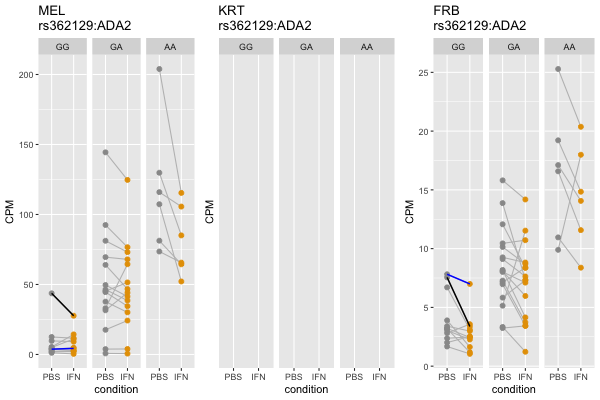 MEL
rs362129:ADA2
GG GA AA
CPM
200
150
100
50
0
PBS IFN PBS IFN PBS IFN
condition
KRT
rs362129:ADA2
GG GA AA
CPM
PBS IFN PBS IFN PBS IFN
condition
FRB
rs362129:ADA2
GG GA AA
CPM
25
20
15
10
5
0
PBS IFN PBS IFN PBS IFN
condition